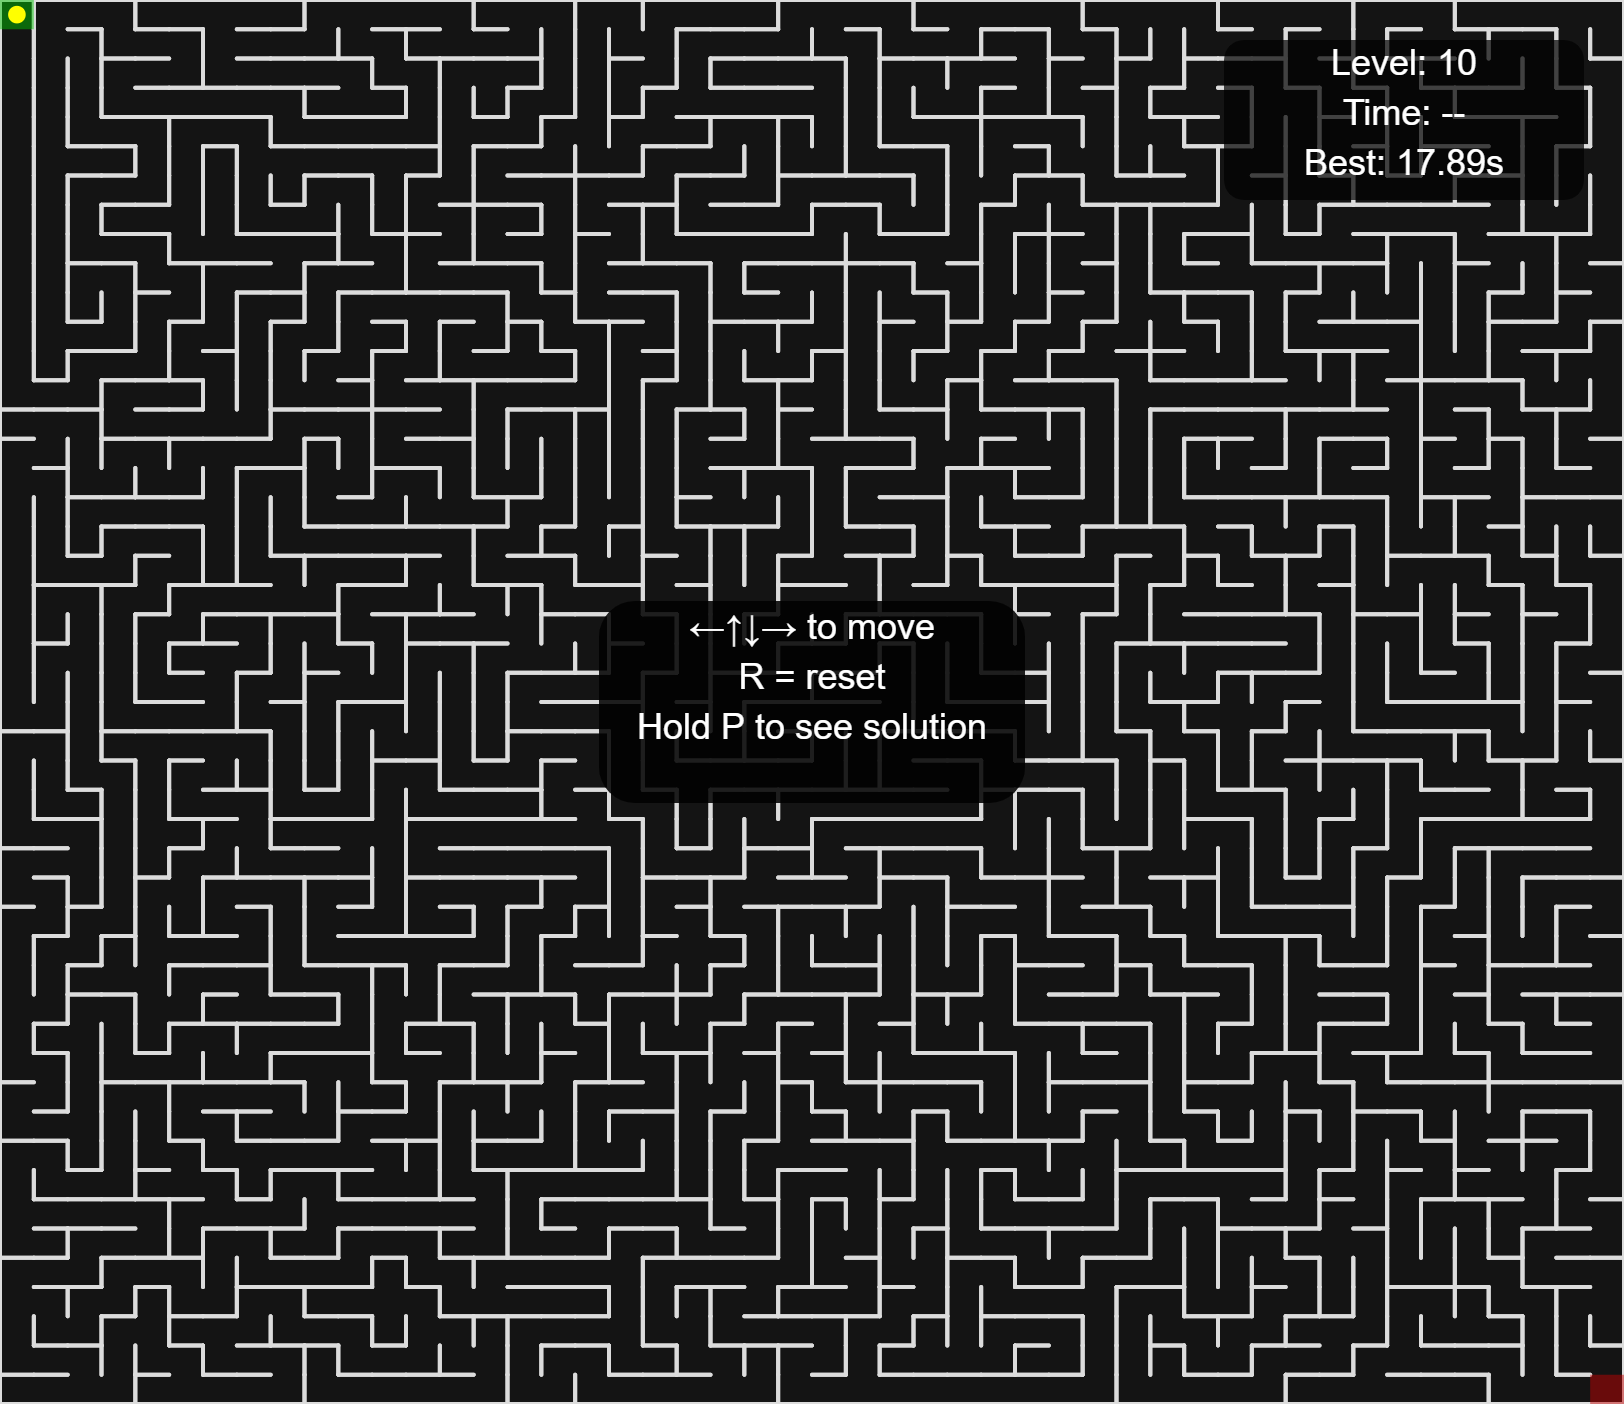 Level: 10
Time: --
Best: 17.89s
←↑↓→ to move
R = reset
Hold P to see solution